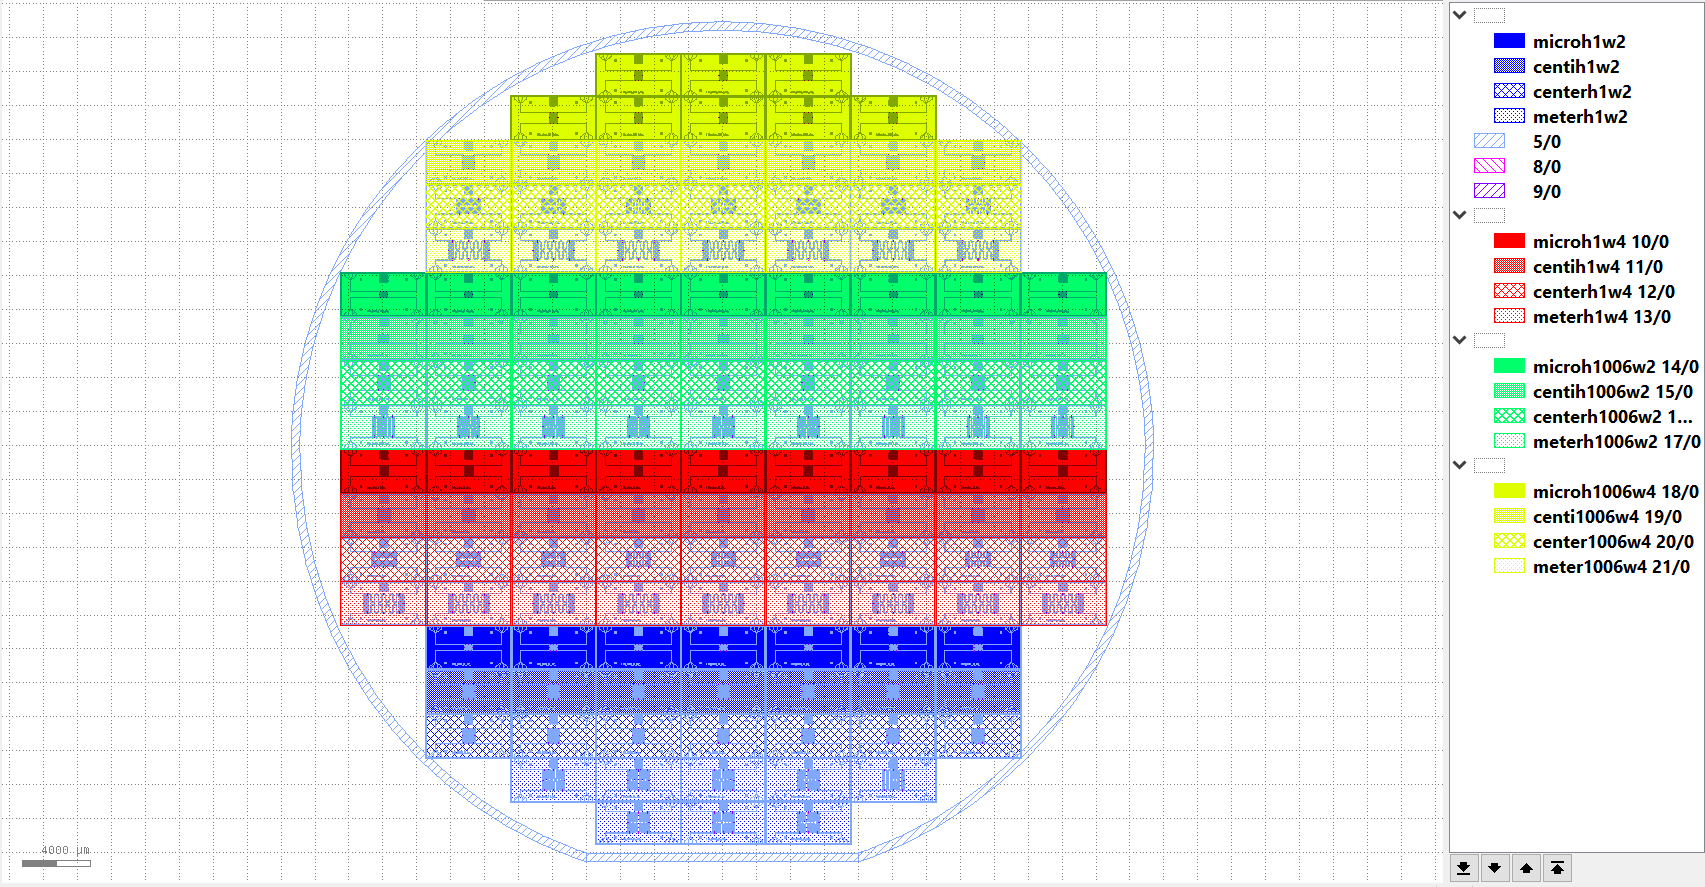 microh1w2
centih1w2
centerh1w2
meterh1w2
5/0
8/0
9/0
microh1w4 10/0
centih1w4 11/0
centerh1w4 12/0
meterh1w4 13/0
microh1006w2 14/0
centih1006w2 15/0
centerh1006w2 1...
meterh1006w2 17/0
microh1006w4 18/0
centi1006w4 19/0
center1006w4 20/0
meter1006w4 21/0
4000 µm